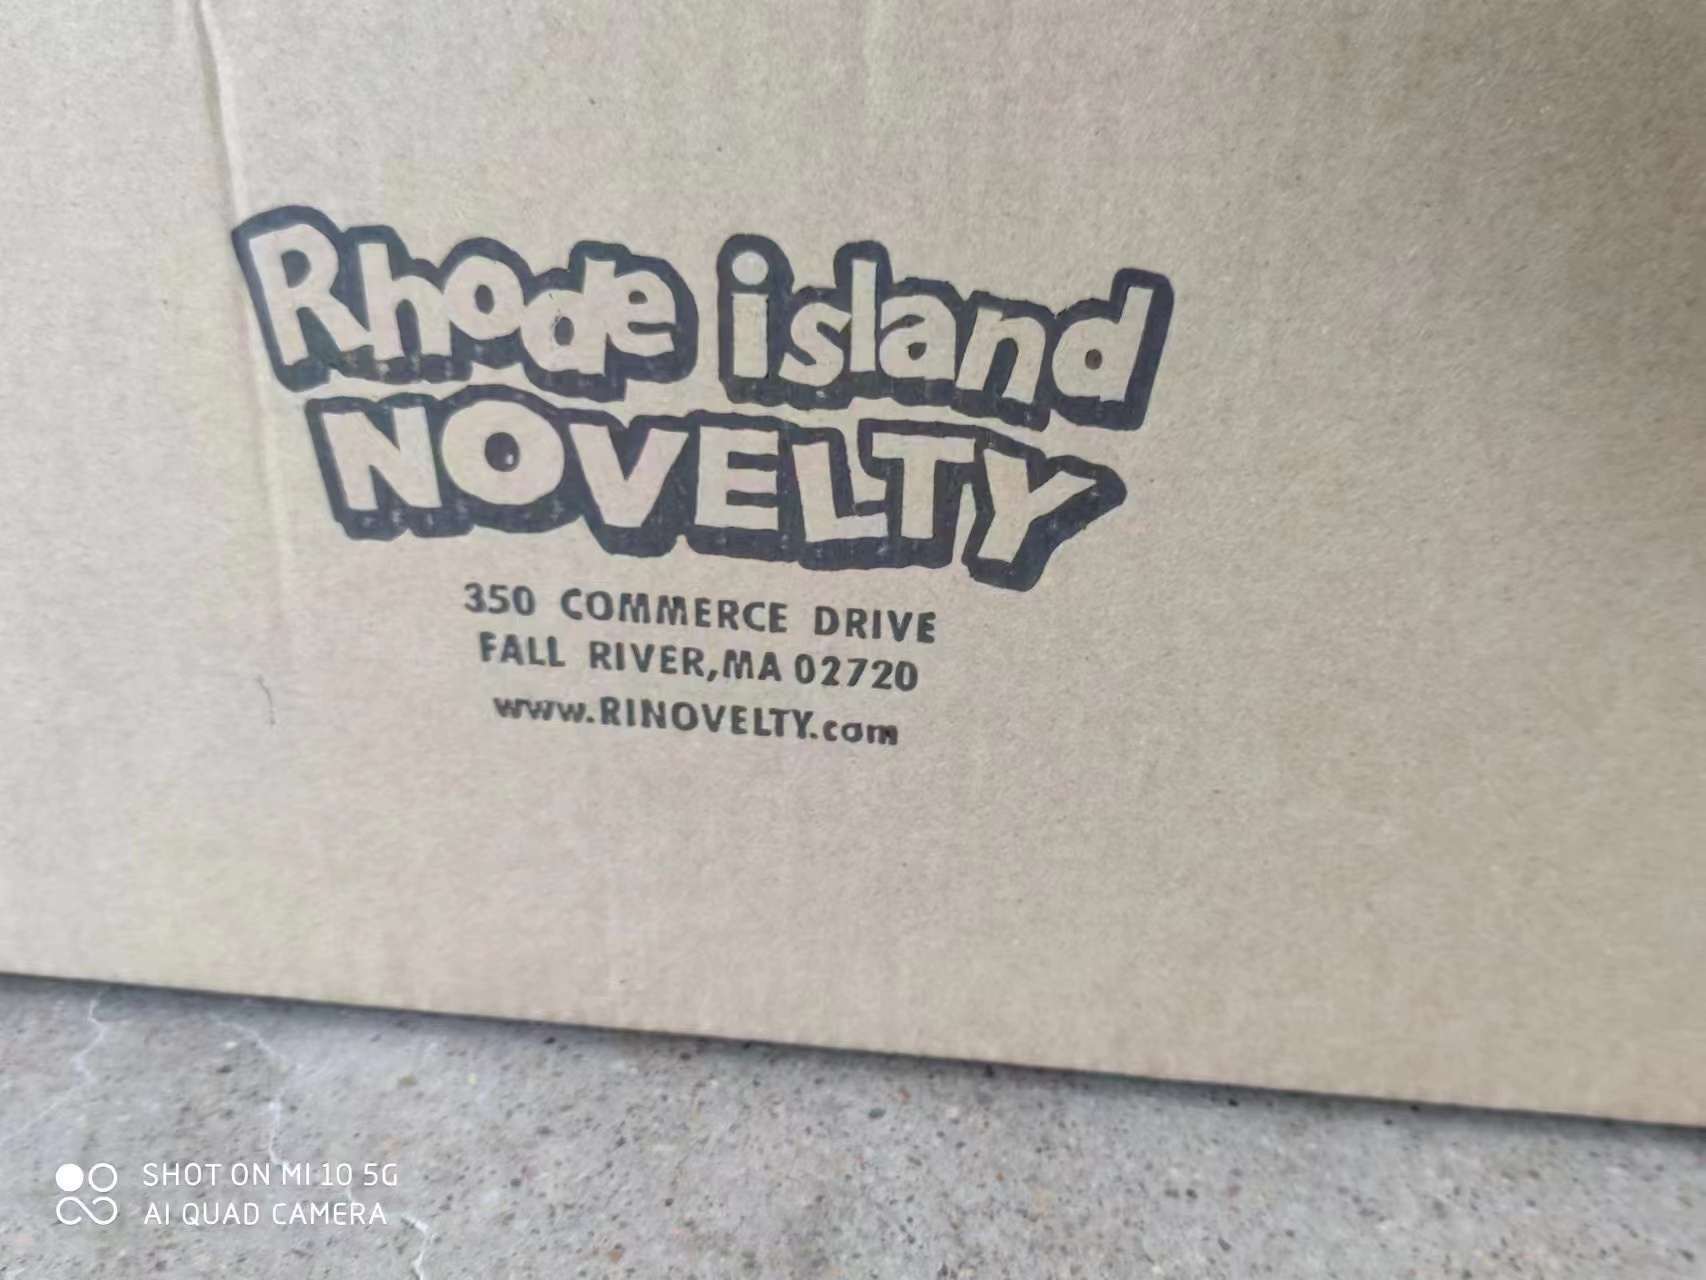 Rhode island
NOVELTY
350 COMMERCE DRIVE
FALL RIVER,MA 02720
www.RINOVELTY.com
SHOT ON MI 10 5G
AI QUAD CAMERA